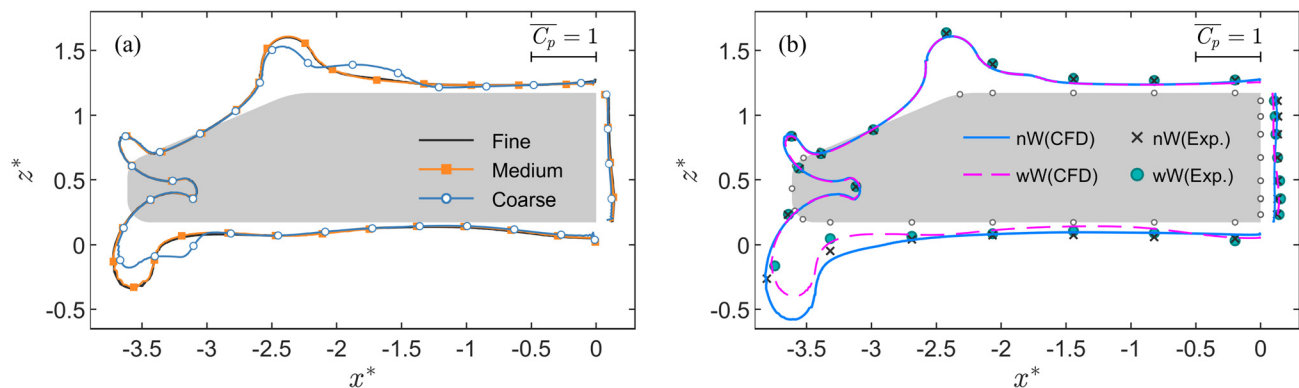 (a)
$\overline{C_p} = 1$
1.5
1
0.5
0
-0.5
z*
Fine
Medium
Coarse
-3.5 -3 -2.5 -2 -1.5 -1 -0.5 0
x*
(b)
$\overline{C_p} = 1$
1.5
1
0.5
0
-0.5
z*
nW(CFD) nW(Exp.)
wW(CFD) wW(Exp.)
-3.5 -3 -2.5 -2 -1.5 -1 -0.5 0
x*